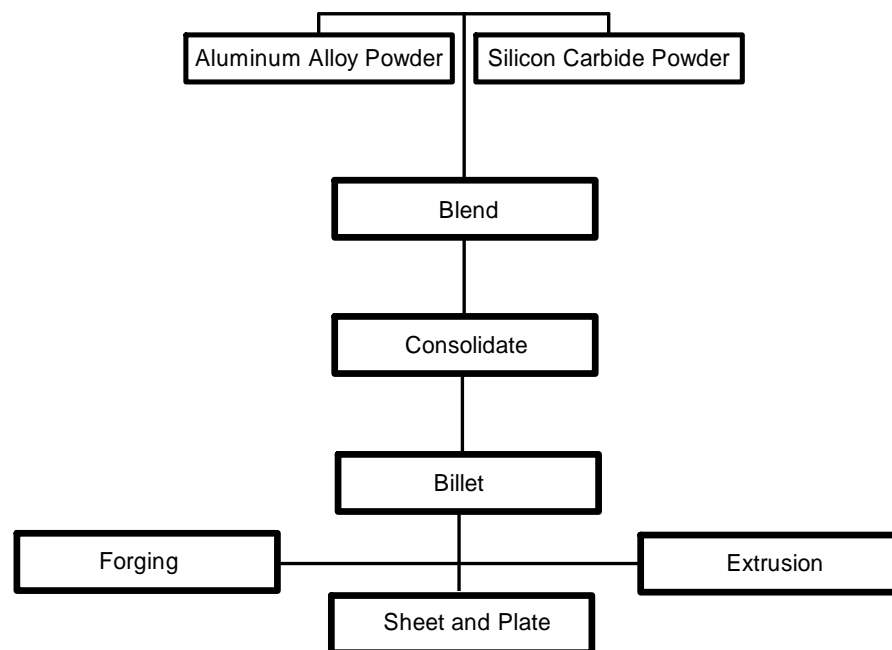 Aluminum Alloy Powder
Silicon Carbide Powder
Blend
Consolidate
Billet
Forging
Extrusion
Sheet and Plate